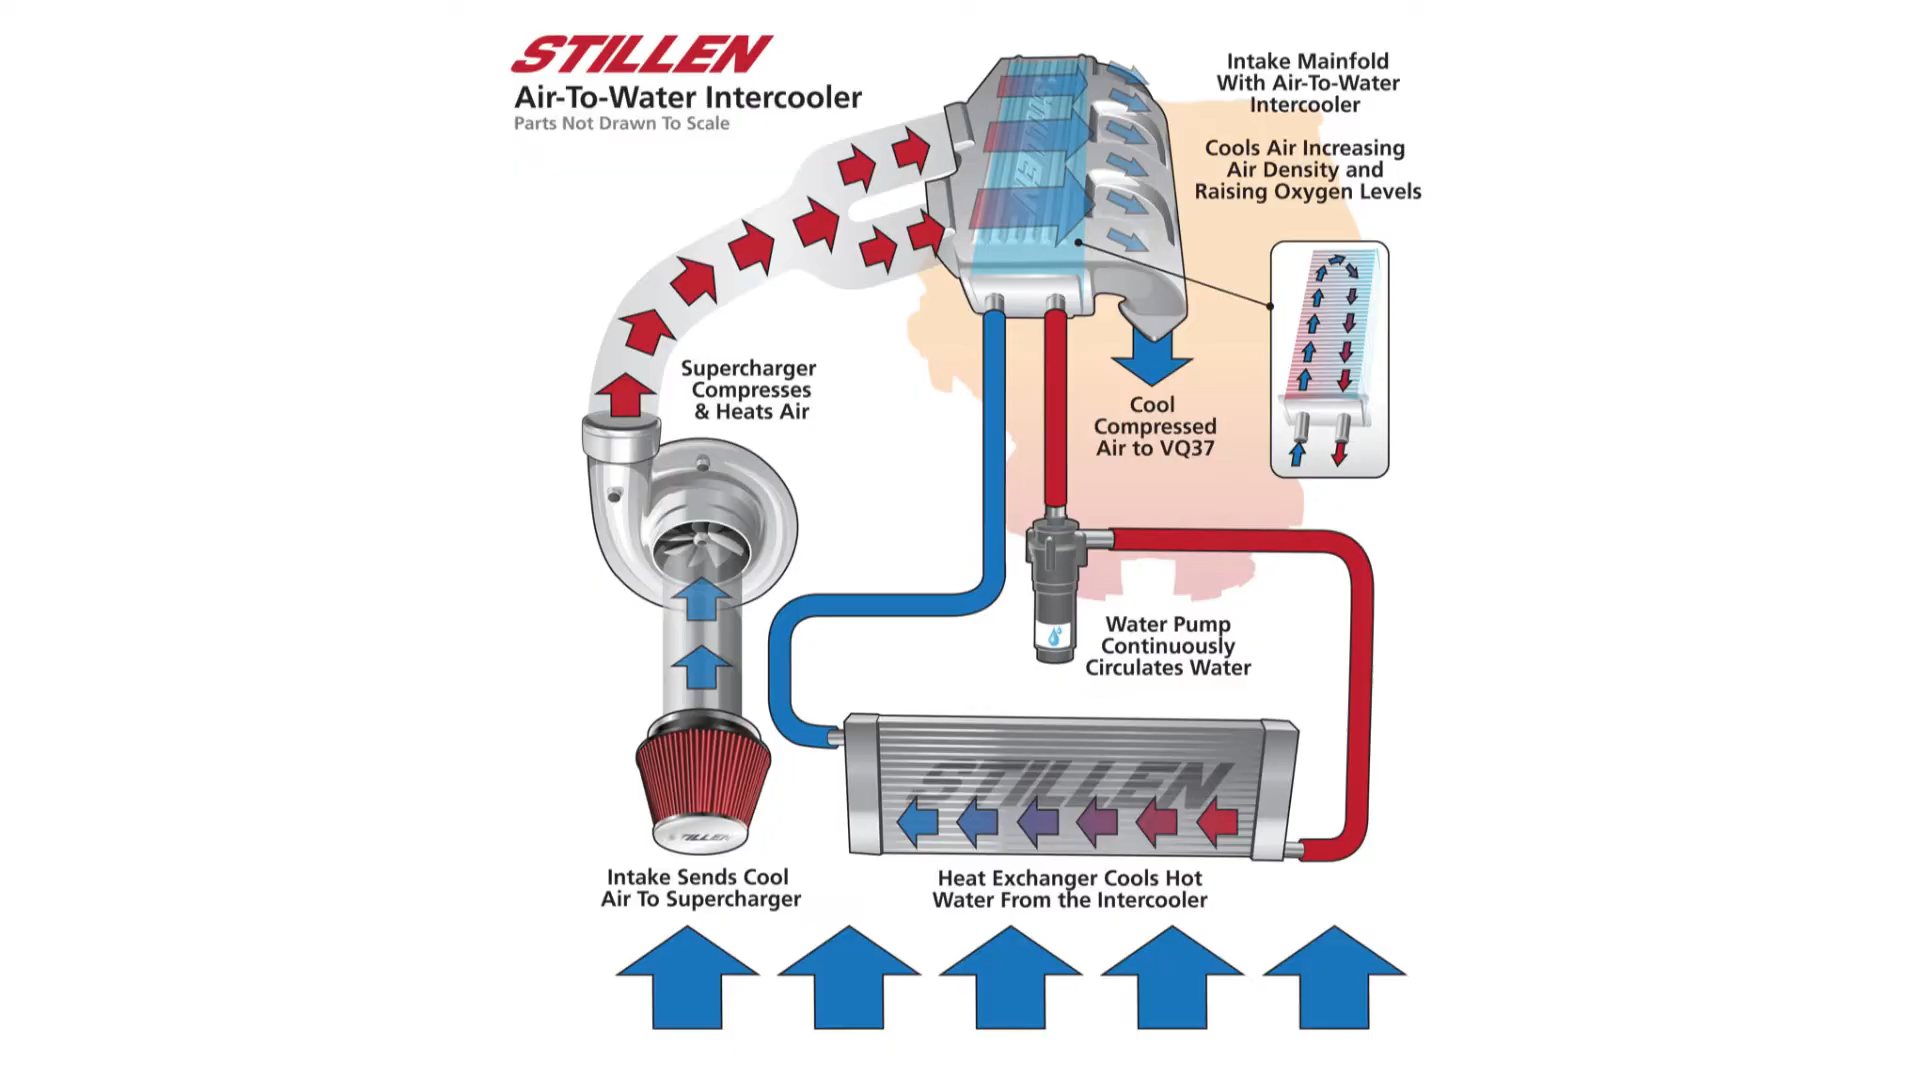 STILLEN
Air-To-Water Intercooler
Parts Not Drawn To Scale
Intake Mainfold
With Air-To-Water
Intercooler
Cools Air Increasing
Air Density and
Raising Oxygen Levels
STILLEN
Supercharger
Compresses
& Heats Air
Cool
Compressed
Air to VQ37
Water Pump
Continuously
Circulates Water
STILLEN
STILLEN
Intake Sends Cool
Air To Supercharger
Heat Exchanger Cools Hot
Water From the Intercooler